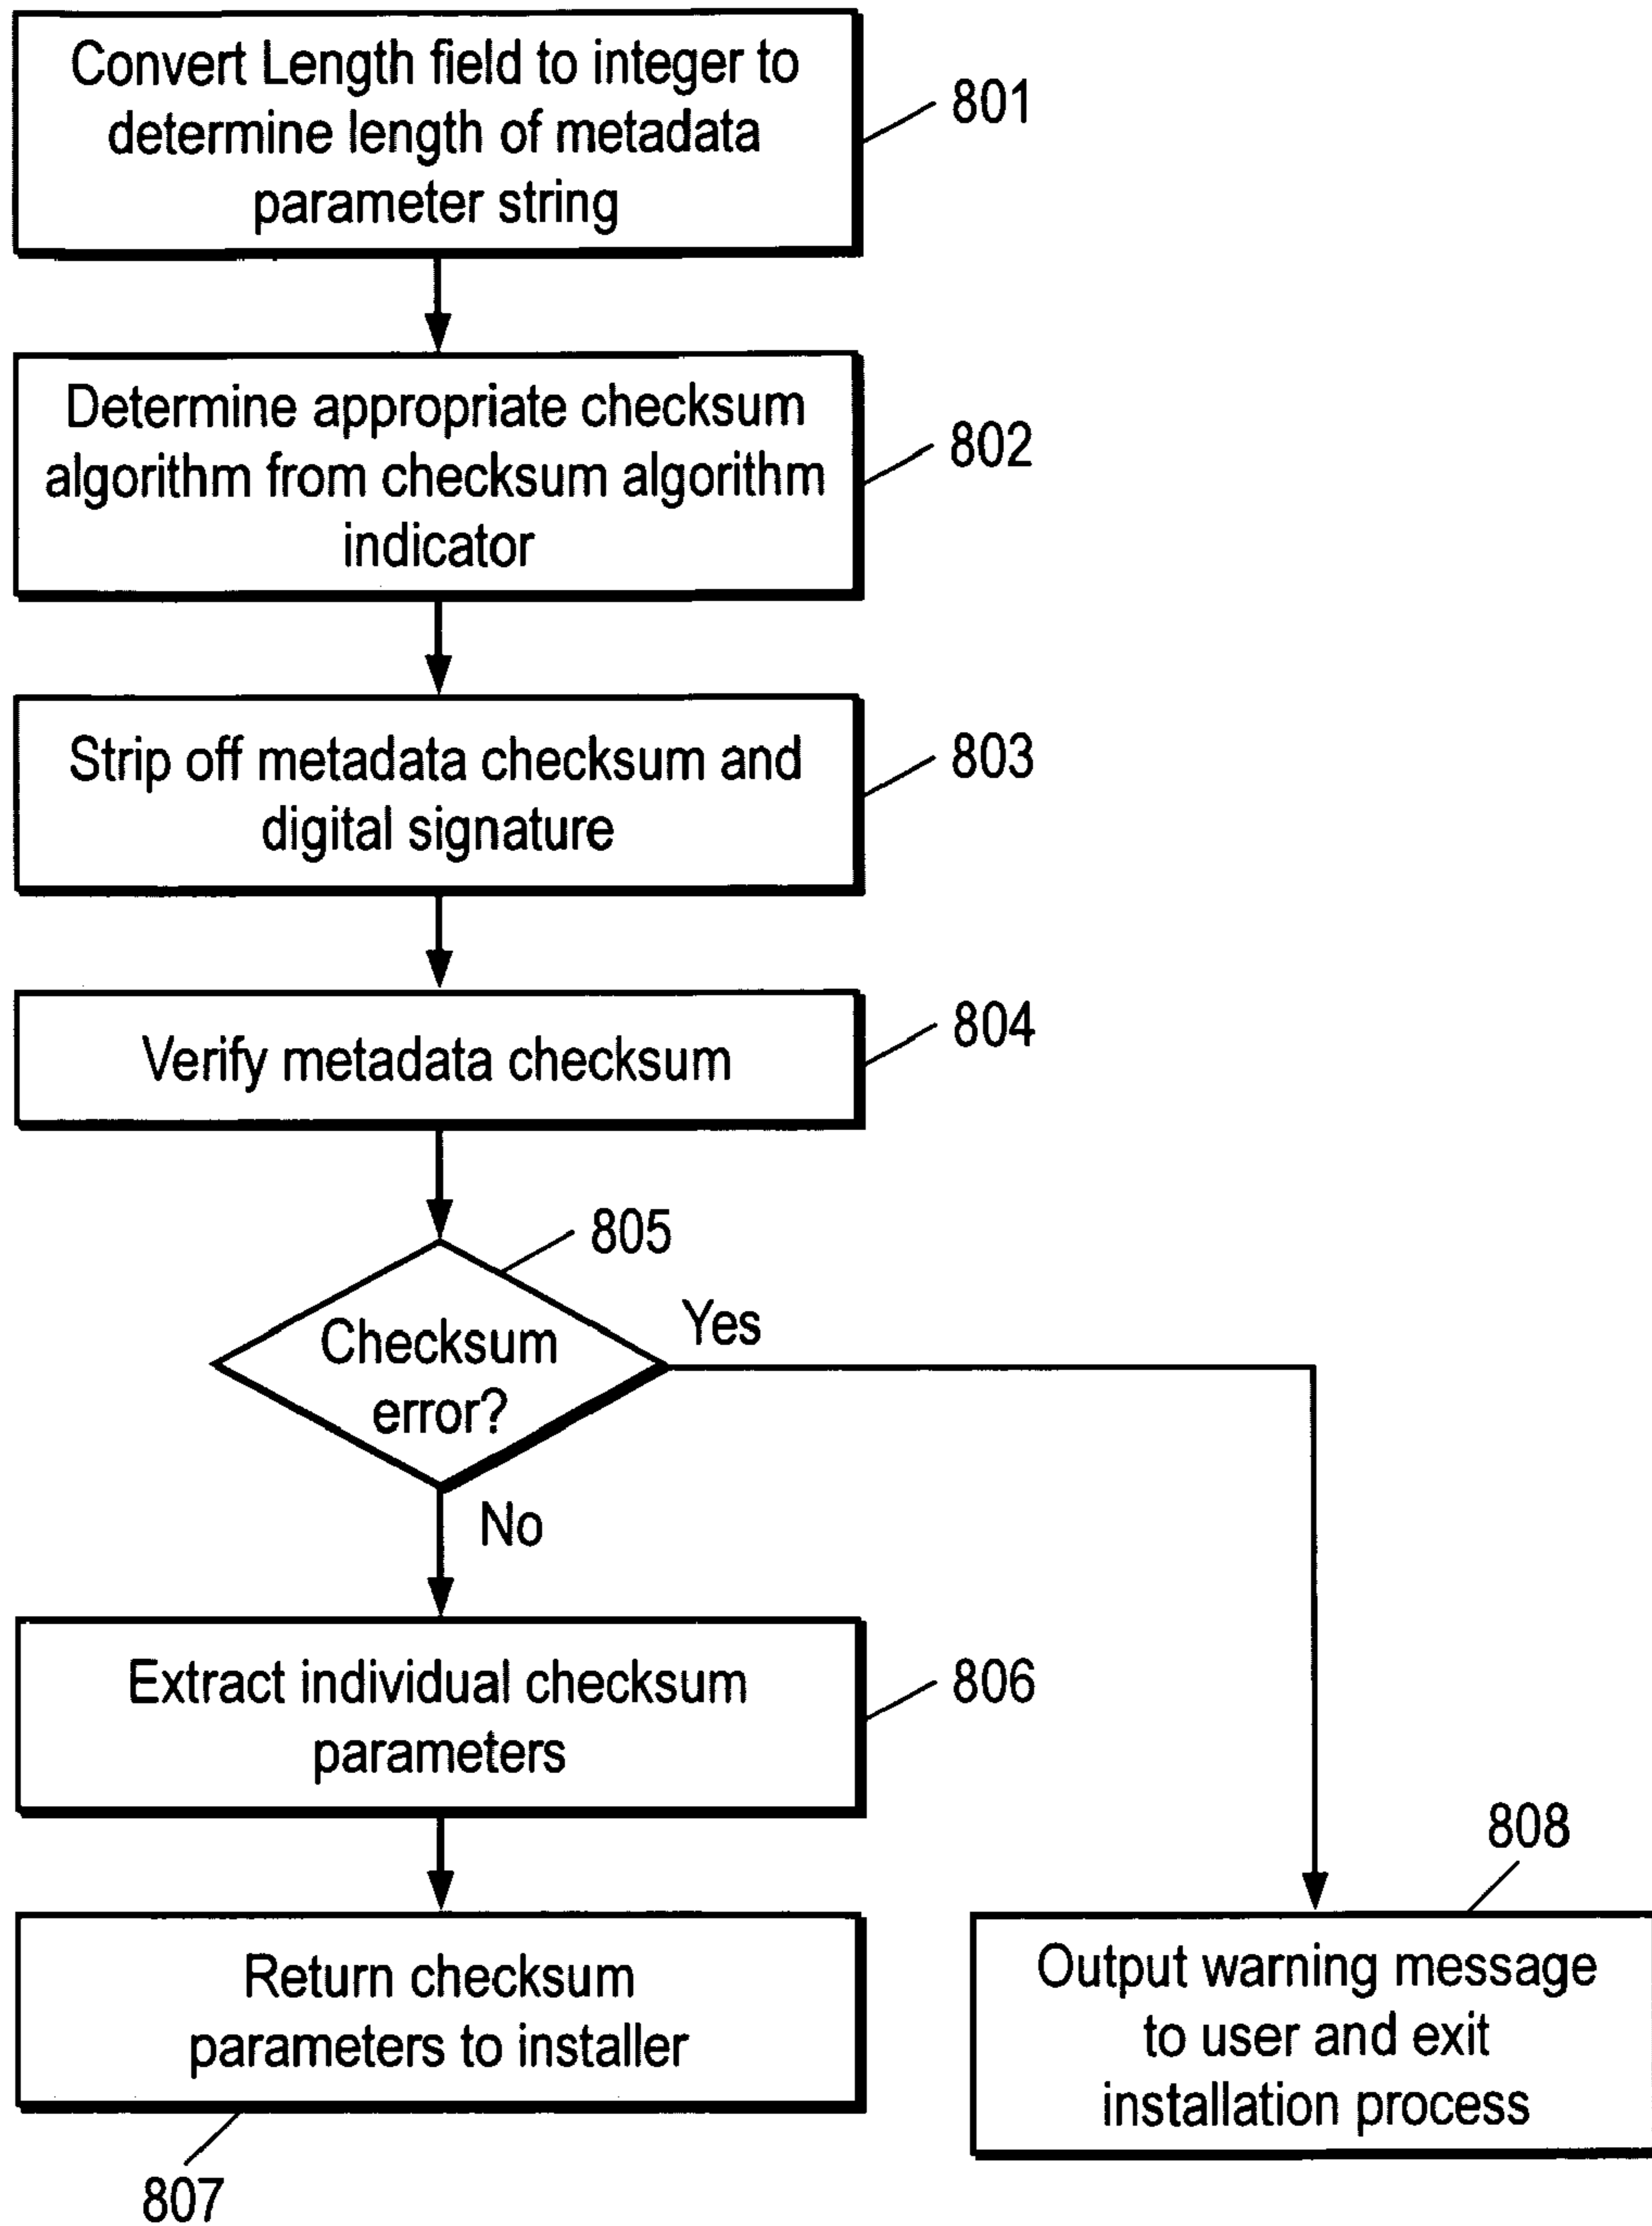 Convert Length field to integer to
determine length of metadata
parameter string
801
Determine appropriate checksum
algorithm from checksum algorithm
indicator
802
Strip off metadata checksum and
digital signature
803
Verify metadata checksum
804
805
Checksum
error?
Yes
No
Extract individual checksum
parameters
806
Return checksum
parameters to installer
807
808
Output warning message
to user and exit
installation process